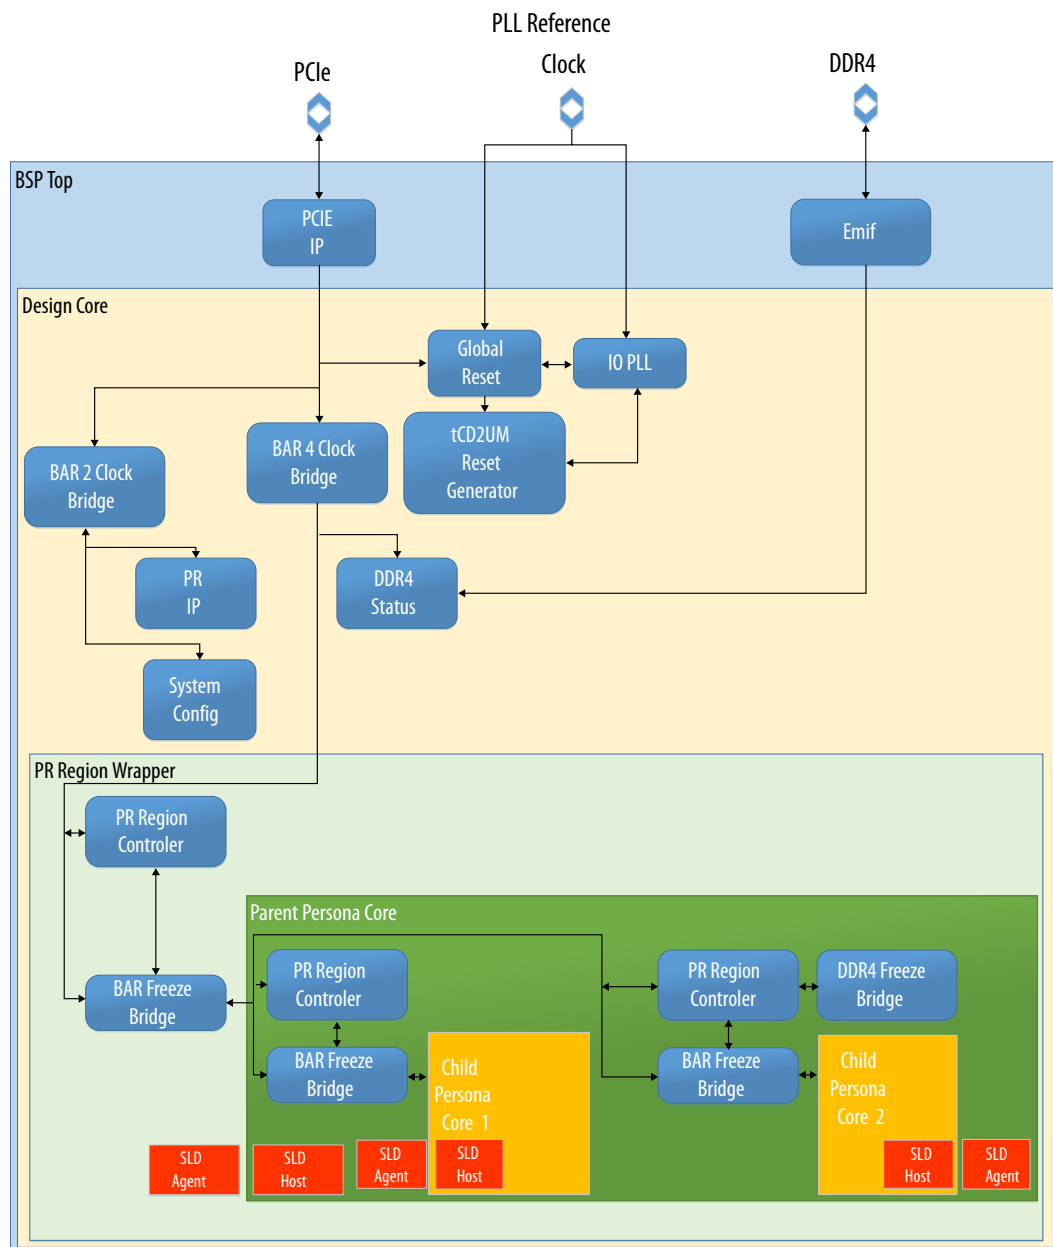 PLL Reference
Clock
PCIe
DDR4
BSP Top
PCIE
IP
Emif
Design Core
Global
Reset
IO PLL
BAR 2 Clock
Bridge
BAR 4 Clock
Bridge
tCD2UM
Reset
Generator
PR
IP
DDR4
Status
System
Config
PR Region Wrapper
PR Region
Controler
BAR Freeze
Bridge
Parent Persona Core
PR Region
Controler
PR Region
Controler
DDR4 Freeze
Bridge
BAR Freeze
Bridge
Child
Persona
Core 1
BAR Freeze
Bridge
Child
Persona
Core 2
SLD
Agent
SLD
Host
SLD
Agent
SLD
Host
SLD
Host
SLD
Agent